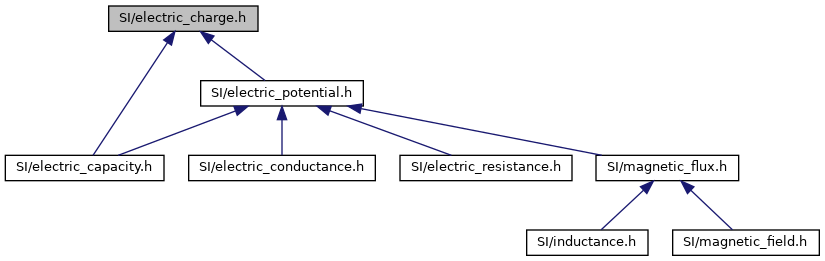 SI/electric_charge.h
SI/electric_potential.h
SI/electric_capacity.h
SI/electric_conductance.h
SI/electric_resistance.h
SI/magnetic_flux.h
SI/inductance.h
SI/magnetic_field.h